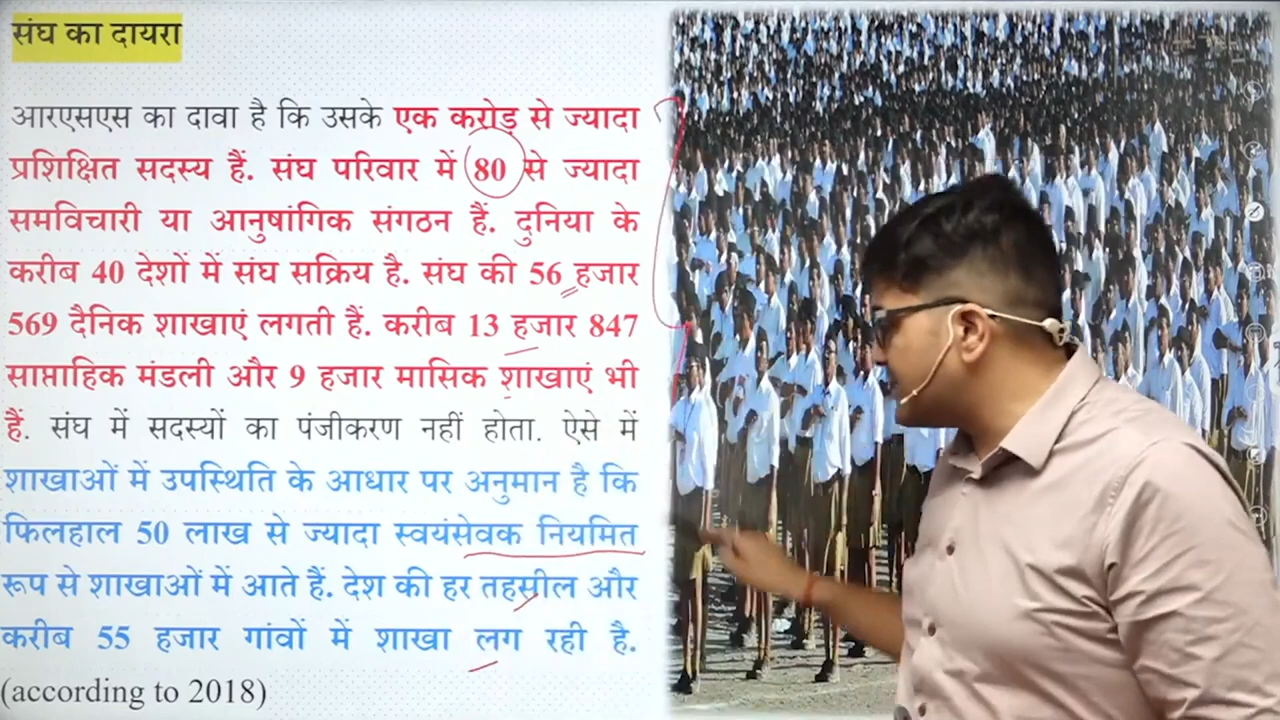 संघ का दायरा
आरएसएस का दावा है कि उसके एक करोड़ से ज्यादा
प्रशिक्षित सदस्य हैं. संघ परिवार में 80 से ज्यादा
समविचारी या आनुषांगिक संगठन हैं. दुनिया के
करीब 40 देशों में संघ सक्रिय है. संघ की 56 हजार
569 दैनिक शाखाएं लगती हैं. करीब 13 हजार 847
साप्ताहिक मंडली और 9 हजार मासिक शाखाएं भी
हैं. संघ में सदस्यों का पंजीकरण नहीं होता. ऐसे में
शाखाओं में उपस्थिति के आधार पर अनुमान है कि
फिलहाल 50 लाख से ज्यादा स्वयंसेवक नियमित
रूप से शाखाओं में आते हैं. देश की हर तहसील और
करीब 55 हजार गांवों में शाखा लग रही है.
(according to 2018)